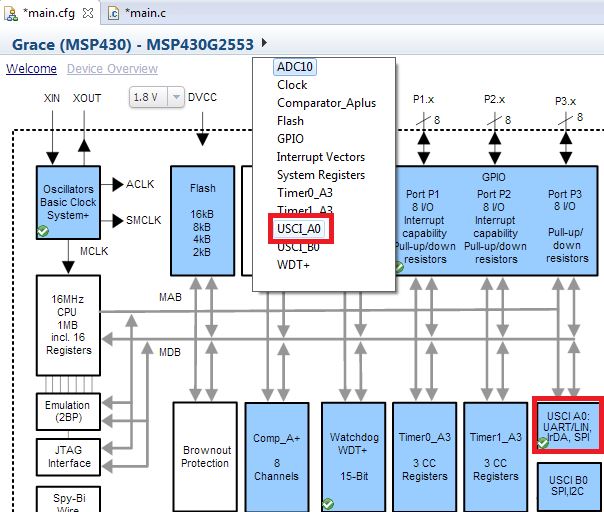 *main.cfg
*main.c
Grace (MSP430) - MSP430G2553
Welcome
Device Overview
ADC10
Clock
Comparator_Aplus
Flash
GPIO
Interrupt Vectors
System Registers
Timer0_A3
Timer1_A3
USCI_A0
USCI_B0
WDT+
XIN
XOUT
1.8 V
DVCC
P1.x
P2.x
P3.x
8
8
8
Oscillators
Basic Clock
System+
ACLK
SMCLK
MCLK
Flash
16kB
8kB
4kB
2kB
GPIO
Port P1
8 I/O
Interrupt
capability
Pull-up/down
resistors
Port P2
8 I/O
Interrupt
capability
Pull-up/down
resistors
Port P3
8 I/O
Pull-up/
down
resistors
16MHz
CPU
1MB
incl. 16
Registers
MAB
MDB
Emulation
(2BP)
JTAG
Interface
Spy-Bi
Wire
Brownout
Protection
Comp_A+
8
Channels
Watchdog
WDT+
15-Bit
Timer0_A3
3 CC
Registers
Timer1_A3
3 CC
Registers
USCI A0:
UART/LIN,
IrDA, SPI
USCI B0
SPI,I2C